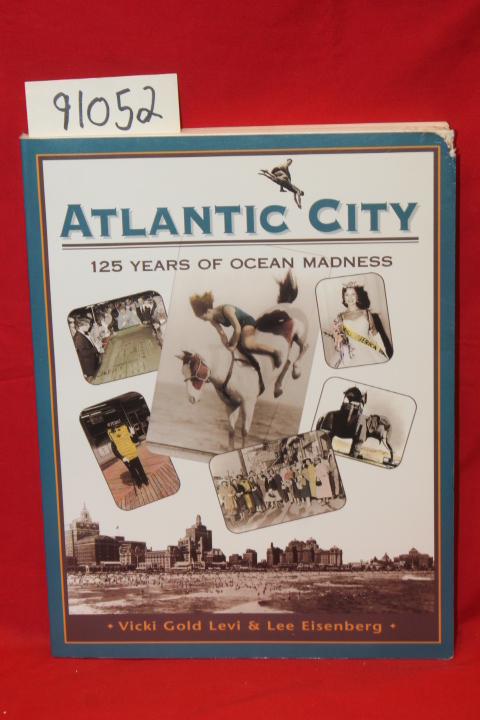 91052
ATLANTIC CITY
125 YEARS OF OCEAN MADNESS
• Vicki Gold Levi & Lee Eisenberg •